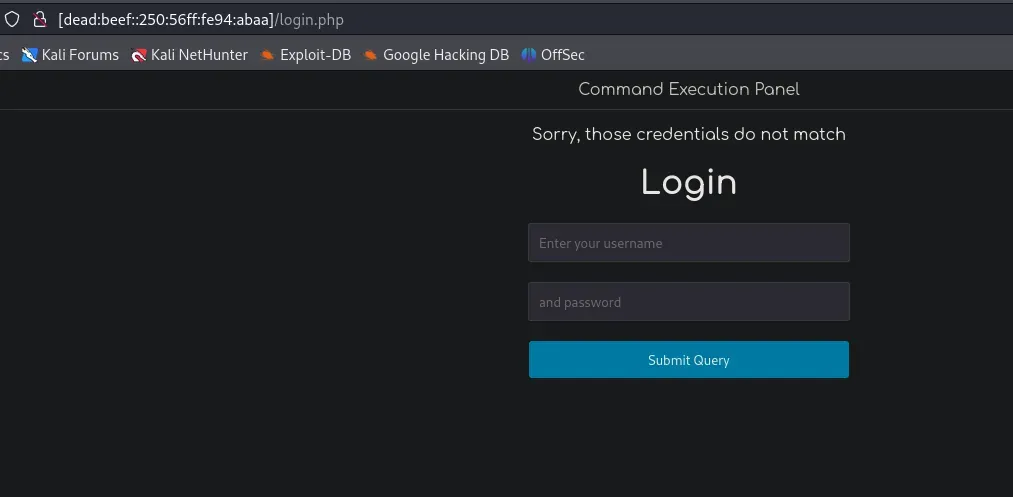 [dead:beef::250:56ff:fe94:abaa]/login.php
cs Kali Forums Kali NetHunter Exploit-DB Google Hacking DB OffSec
Command Execution Panel
Sorry, those credentials do not match
Login
Enter your username
and password
Submit Query